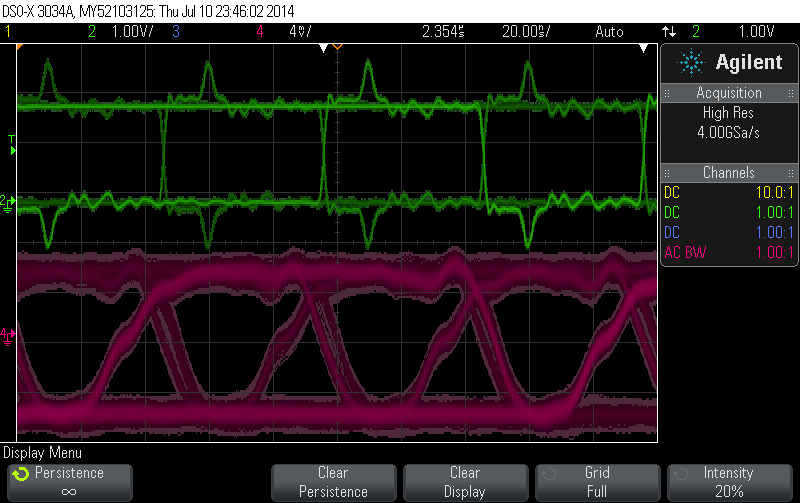 DSO-X 3034A, MY52103125: Thu Jul 10 23:46:02 2014
1 2 1.00V/ 3 4 4㎷/ 2.354㎲ 20.00㎱/ Auto 2 1.00V
Agilent
Acquisition
High Res
4.00GSa/s
Channels
DC 10.0:1
DC 1.00:1
DC 1.00:1
AC BW 1.00:1
T
2
4
Display Menu
Persistence
∞
Clear
Persistence
Clear
Display
Grid
Full
Intensity
20%